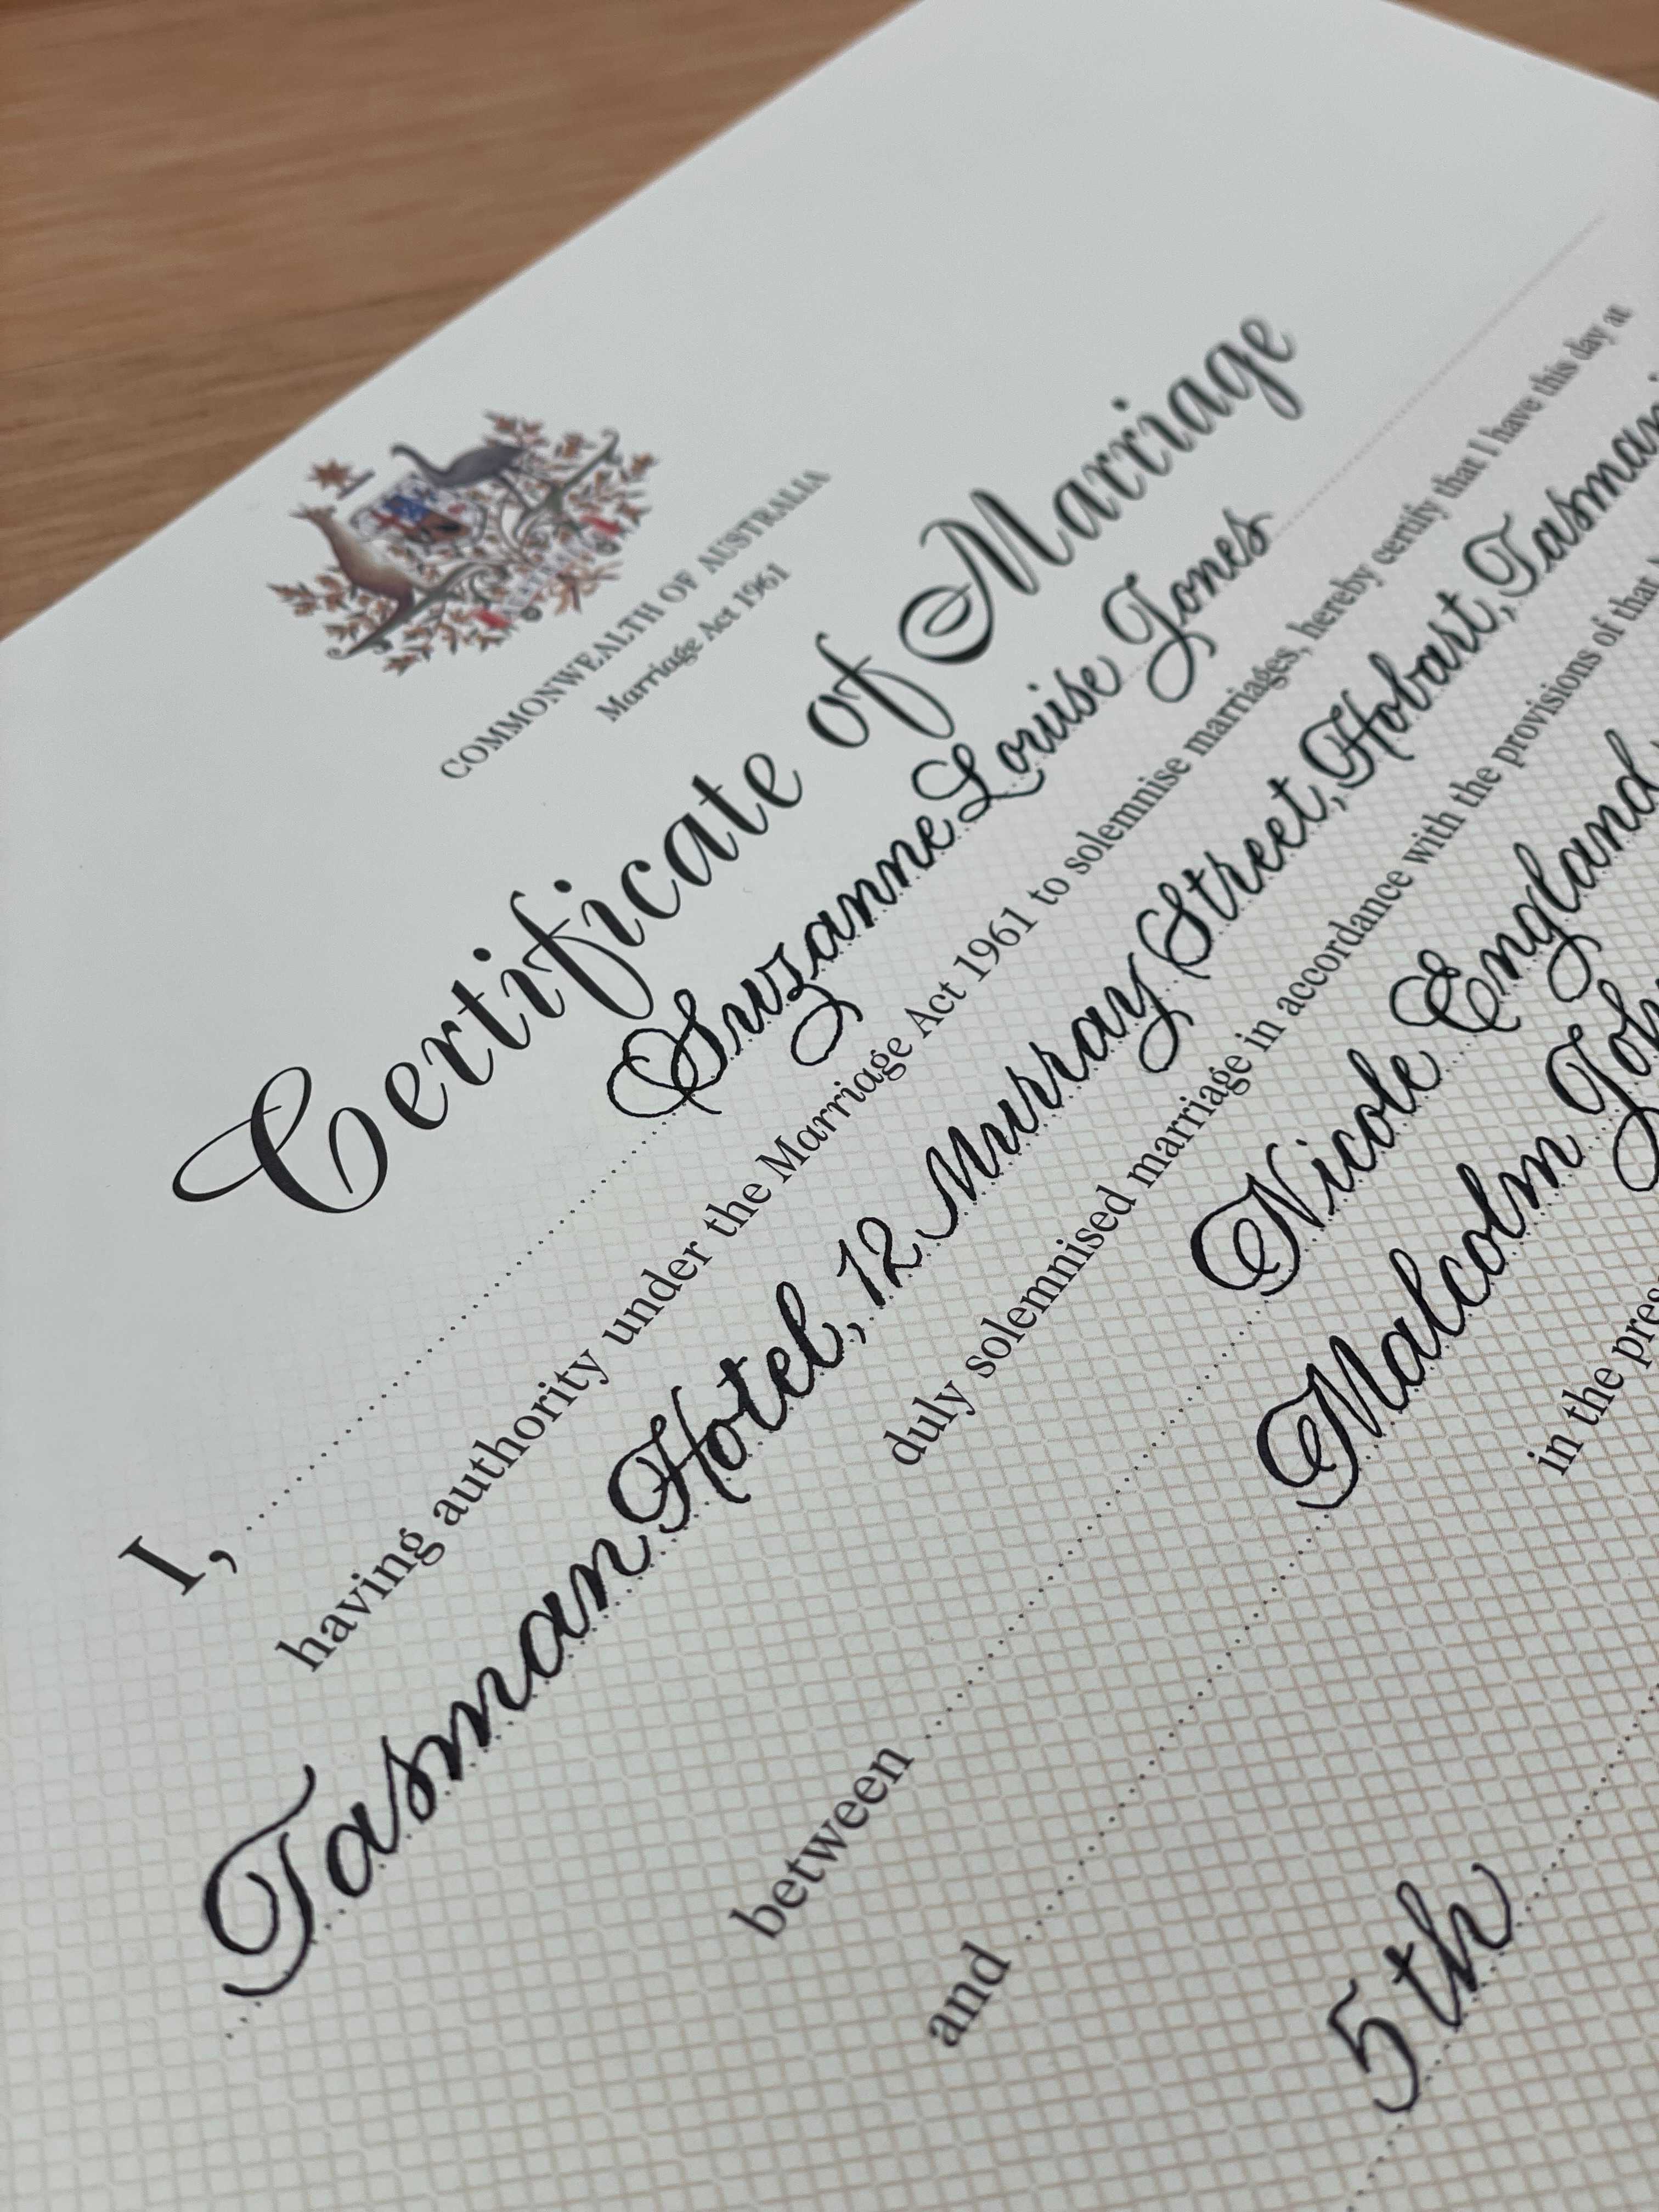 COMMONWEALTH OF AUSTRALIA
Marriage Act 1961
Certificate of Marriage
I, Suzanne Louise Jones
having authority under the Marriage Act 1961 to solemnise marriages, hereby certify that I have this day at
Tasman Hotel, 12 Murray Street, Hobart,
duly solemnised marriage in accordance with the provisions of that
between Nicole England
and Malcolm
in the
5th